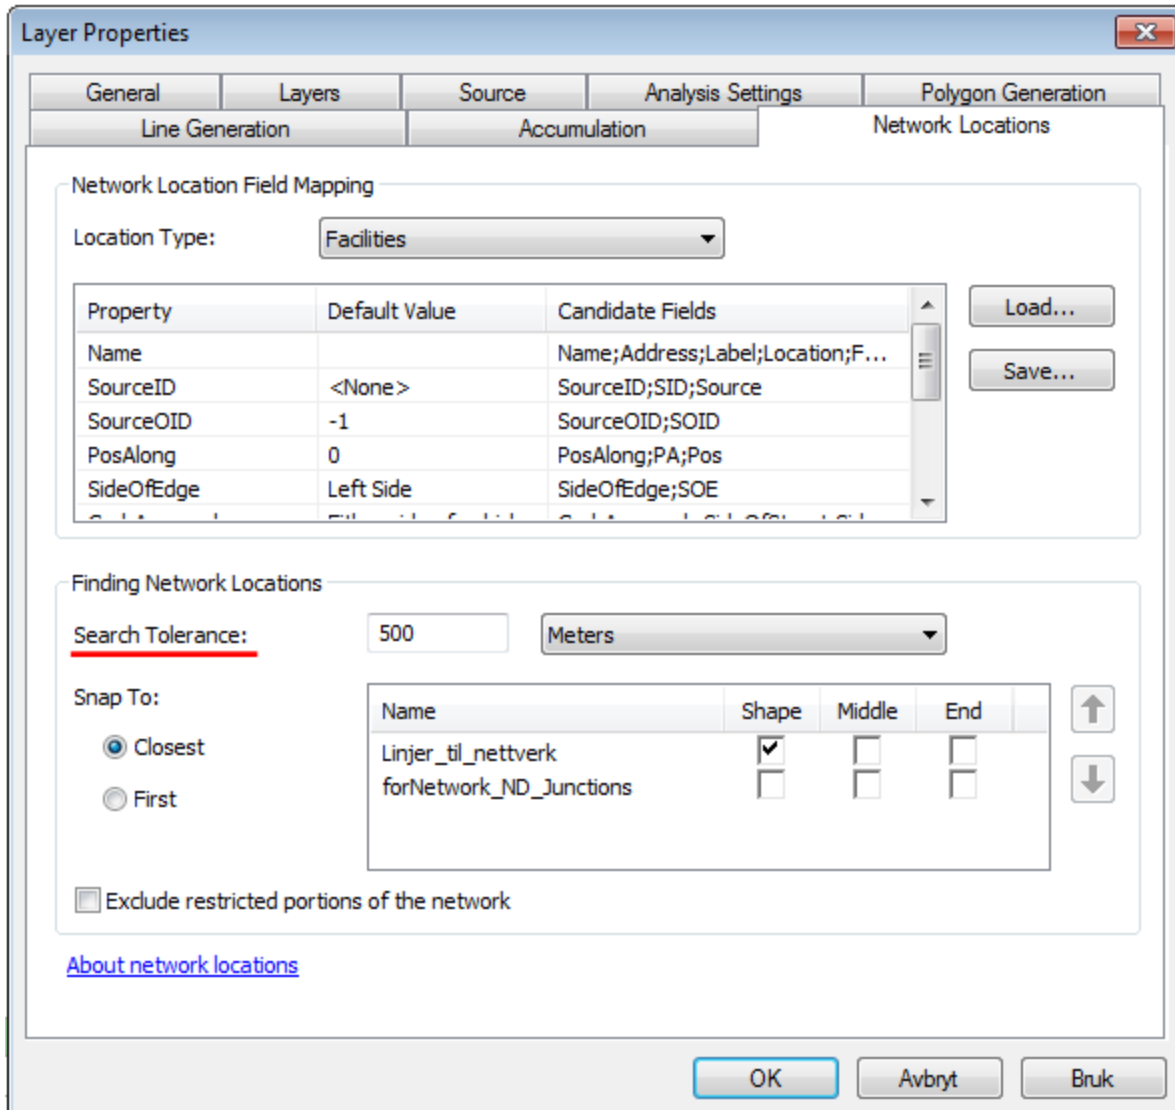 Layer Properties
General Layers Source Analysis Settings Polygon Generation
Line Generation Accumulation Network Locations
Network Location Field Mapping
Location Type: Facilities
Property Default Value Candidate Fields Load...
Name Name;Address;Label;Location;F...
SourceID <None> SourceID;SID;Source Save...
SourceOID -1 SourceOID;SOID
PosAlong 0 PosAlong;PA;Pos
SideOfEdge Left Side SideOfEdge;SOE
Finding Network Locations
Search Tolerance: 500 Meters
Snap To:
Name Shape Middle End
Closest Linjer_til_nettverk
First forNetwork_ND_Junctions
Exclude restricted portions of the network
About network locations
OK Avbryt Bruk